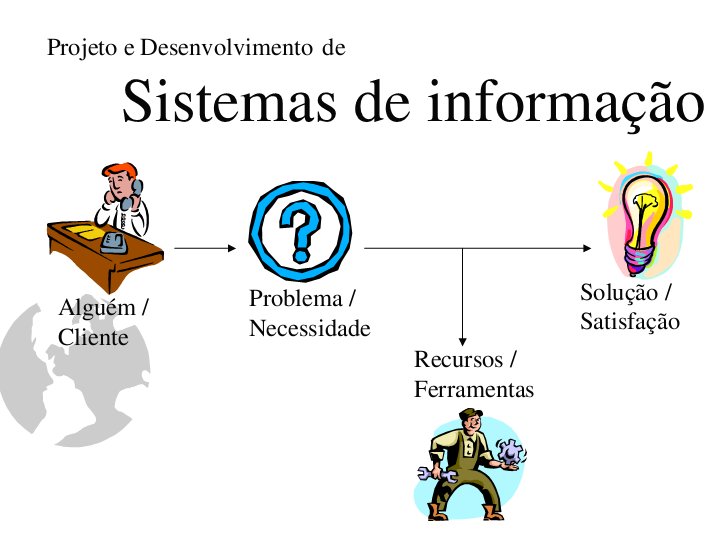 Projeto e Desenvolvimento de
Sistemas de informação
Alguém /
Cliente
Problema /
Necessidade
Recursos /
Ferramentas
Solução /
Satisfação